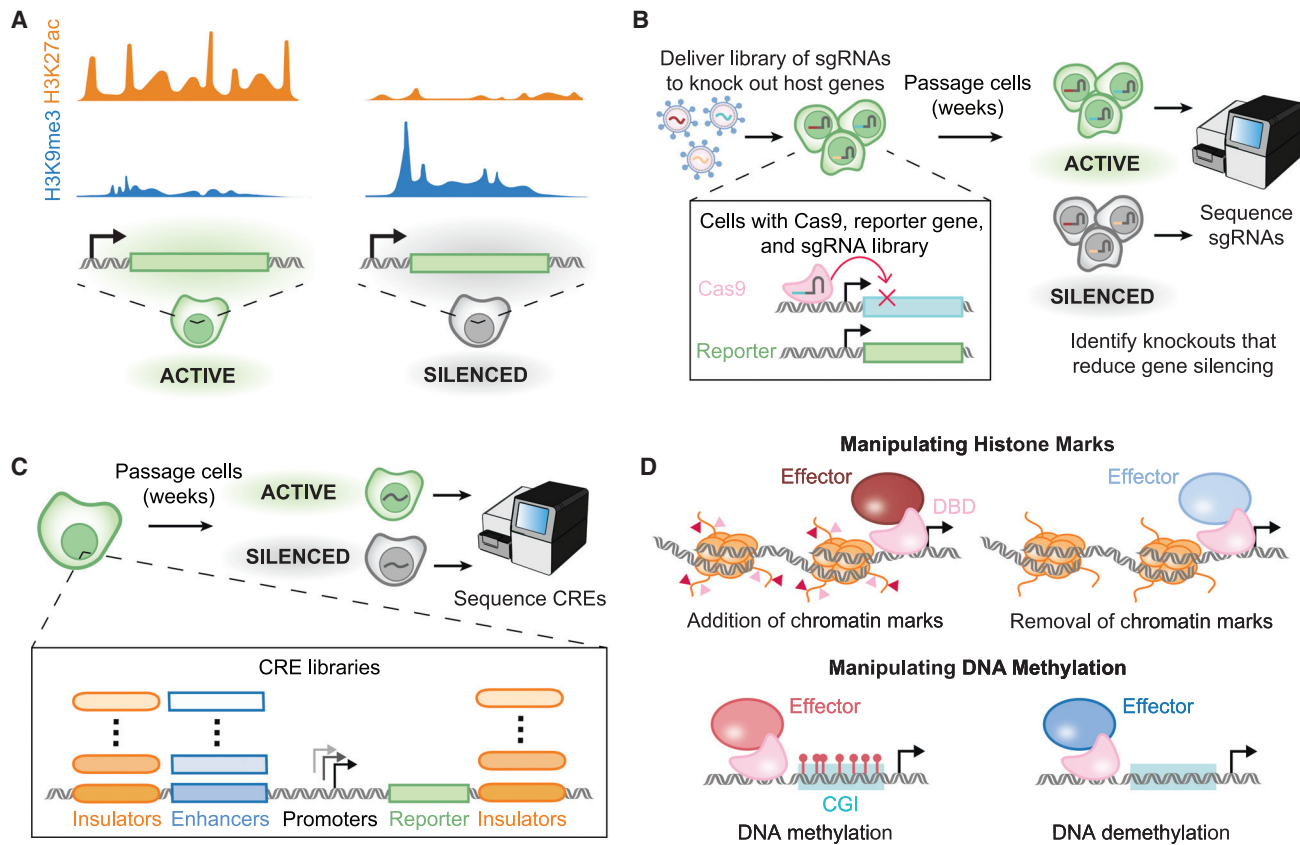 A
H3K9me3 H3K27ac
ACTIVE
SILENCED
B
Deliver library of sgRNAs
to knock out host genes
Passage cells
(weeks)
ACTIVE
SILENCED
Sequence
sgRNAs
Identify knockouts that
reduce gene silencing
Cells with Cas9, reporter gene,
and sgRNA library
Cas9
Reporter
C
Passage cells
(weeks)
ACTIVE
SILENCED
Sequence CREs
CRE libraries
Insulators Enhancers Promoters Reporter Insulators
D
Manipulating Histone Marks
Effector
DBD
Effector
Addition of chromatin marks
Removal of chromatin marks
Manipulating DNA Methylation
Effector
CGI
Effector
DNA methylation
DNA demethylation